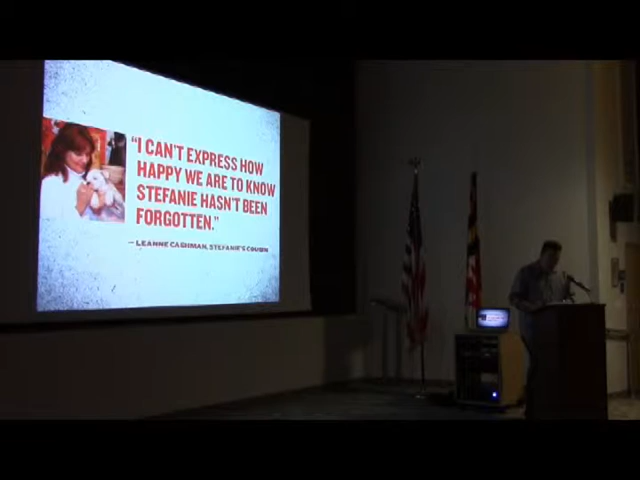 "I CAN'T EXPRESS HOW
HAPPY WE ARE TO KNOW
STEFANIE HASN'T BEEN
FORGOTTEN."
– LEANNE CASHMAN, STEFANIE'S COUSIN